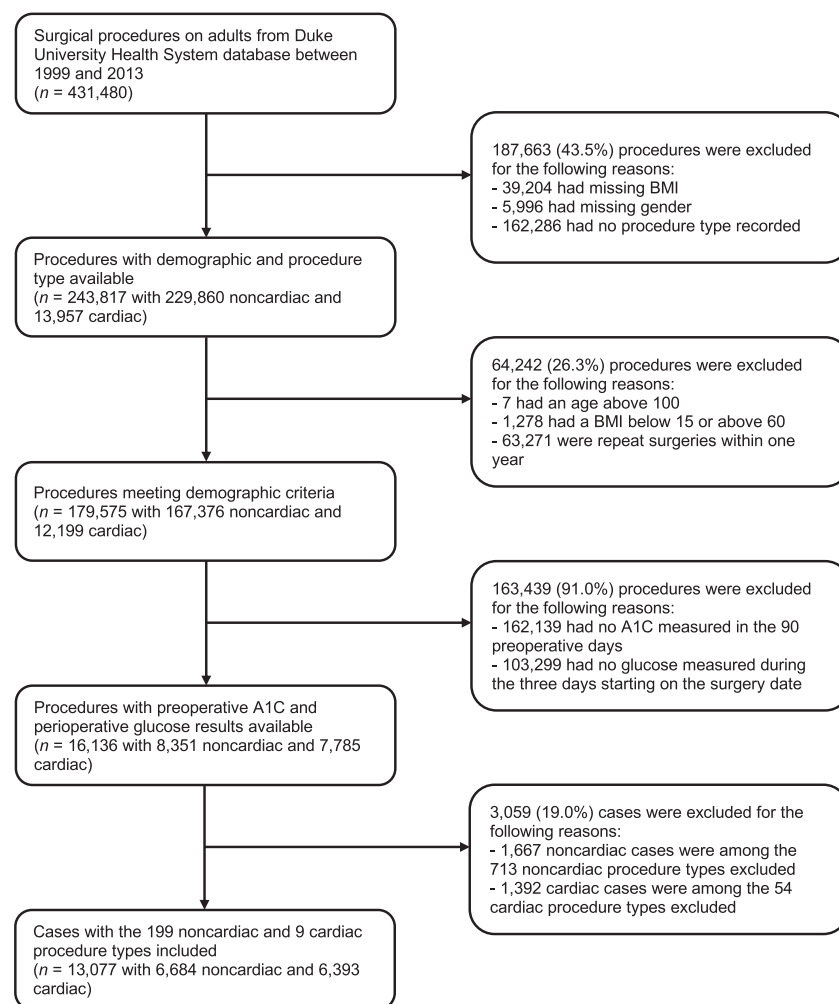 Surgical procedures on adults from Duke
University Health System database between
1999 and 2013
(n = 431,480)
187,663 (43.5%) procedures were excluded
for the following reasons:
- 39,204 had missing BMI
- 5,996 had missing gender
- 162,286 had no procedure type recorded
Procedures with demographic and procedure
type available
(n = 243,817 with 229,860 noncardiac and
13,957 cardiac)
64,242 (26.3%) procedures were excluded
for the following reasons:
- 7 had an age above 100
- 1,278 had a BMI below 15 or above 60
- 63,271 were repeat surgeries within one
year
Procedures meeting demographic criteria
(n = 179,575 with 167,376 noncardiac and
12,199 cardiac)
163,439 (91.0%) procedures were excluded
for the following reasons:
- 162,139 had no A1C measured in the 90
preoperative days
- 103,299 had no glucose measured during
the three days starting on the surgery date
Procedures with preoperative A1C and
perioperative glucose results available
(n = 16,136 with 8,351 noncardiac and 7,785
cardiac)
3,059 (19.0%) cases were excluded for the
following reasons:
- 1,667 noncardiac cases were among the
713 noncardiac procedure types excluded
- 1,392 cardiac cases were among the 54
cardiac procedure types excluded
Cases with the 199 noncardiac and 9 cardiac
procedure types included
(n = 13,077 with 6,684 noncardiac and 6,393
cardiac)